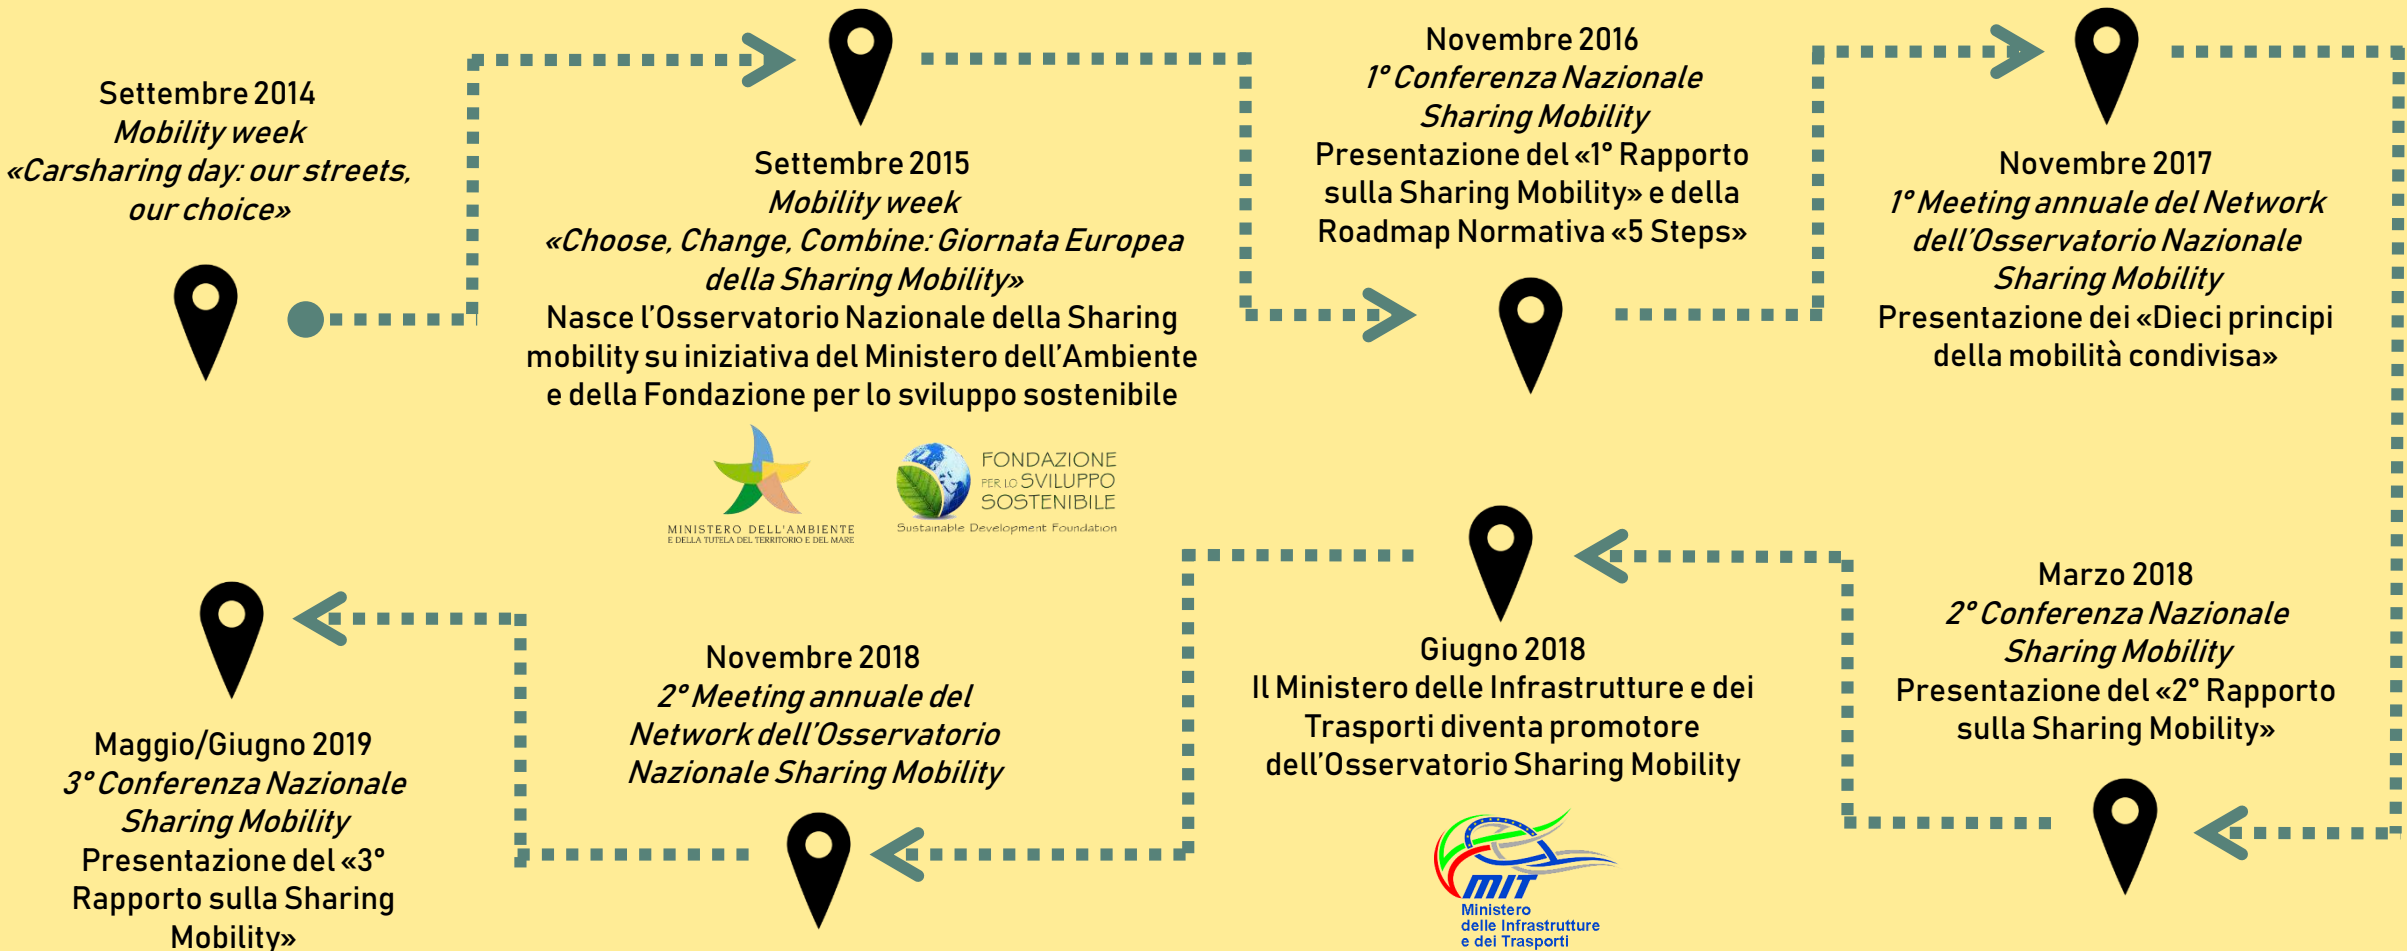 Settembre 2014
Mobility week
«Carsharing day: our streets,
our choice»
Settembre 2015
Mobility week
«Choose, Change, Combine: Giornata Europea
della Sharing Mobility»
Nasce l'Osservatorio Nazionale della Sharing
mobility su iniziativa del Ministero dell'Ambiente
e della Fondazione per lo sviluppo sostenibile
MINISTERO DELL'AMBIENTE
E DELLA TUTELA DEL TERRITORIO E DEL MARE
FONDAZIONE
PER LO SVILUPPO
SOSTENIBILE
Sustainable Development Foundation
Novembre 2016
1° Conferenza Nazionale
Sharing Mobility
Presentazione del «1° Rapporto
sulla Sharing Mobility» e della
Roadmap Normativa «5 Steps»
Novembre 2017
1° Meeting annuale del Network
dell'Osservatorio Nazionale
Sharing Mobility
Presentazione dei «Dieci principi
della mobilità condivisa»
Marzo 2018
2° Conferenza Nazionale
Sharing Mobility
Presentazione del «2° Rapporto
sulla Sharing Mobility»
Giugno 2018
Il Ministero delle Infrastrutture e dei
Trasporti diventa promotore
dell'Osservatorio Sharing Mobility
MIT
Ministero
delle Infrastrutture
e dei Trasporti
Novembre 2018
2° Meeting annuale del
Network dell'Osservatorio
Nazionale Sharing Mobility
Maggio/Giugno 2019
3° Conferenza Nazionale
Sharing Mobility
Presentazione del «3°
Rapporto sulla Sharing
Mobility»